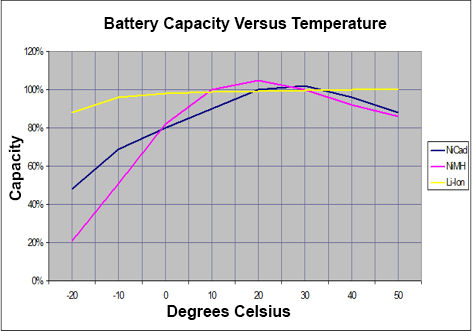 Battery Capacity Versus Temperature
120%
100%
80%
60%
40%
20%
0%
Capacity
-20 -10 0 10 20 30 40 50
Degrees Celsius
NiCad
NiMH
Li-Ion